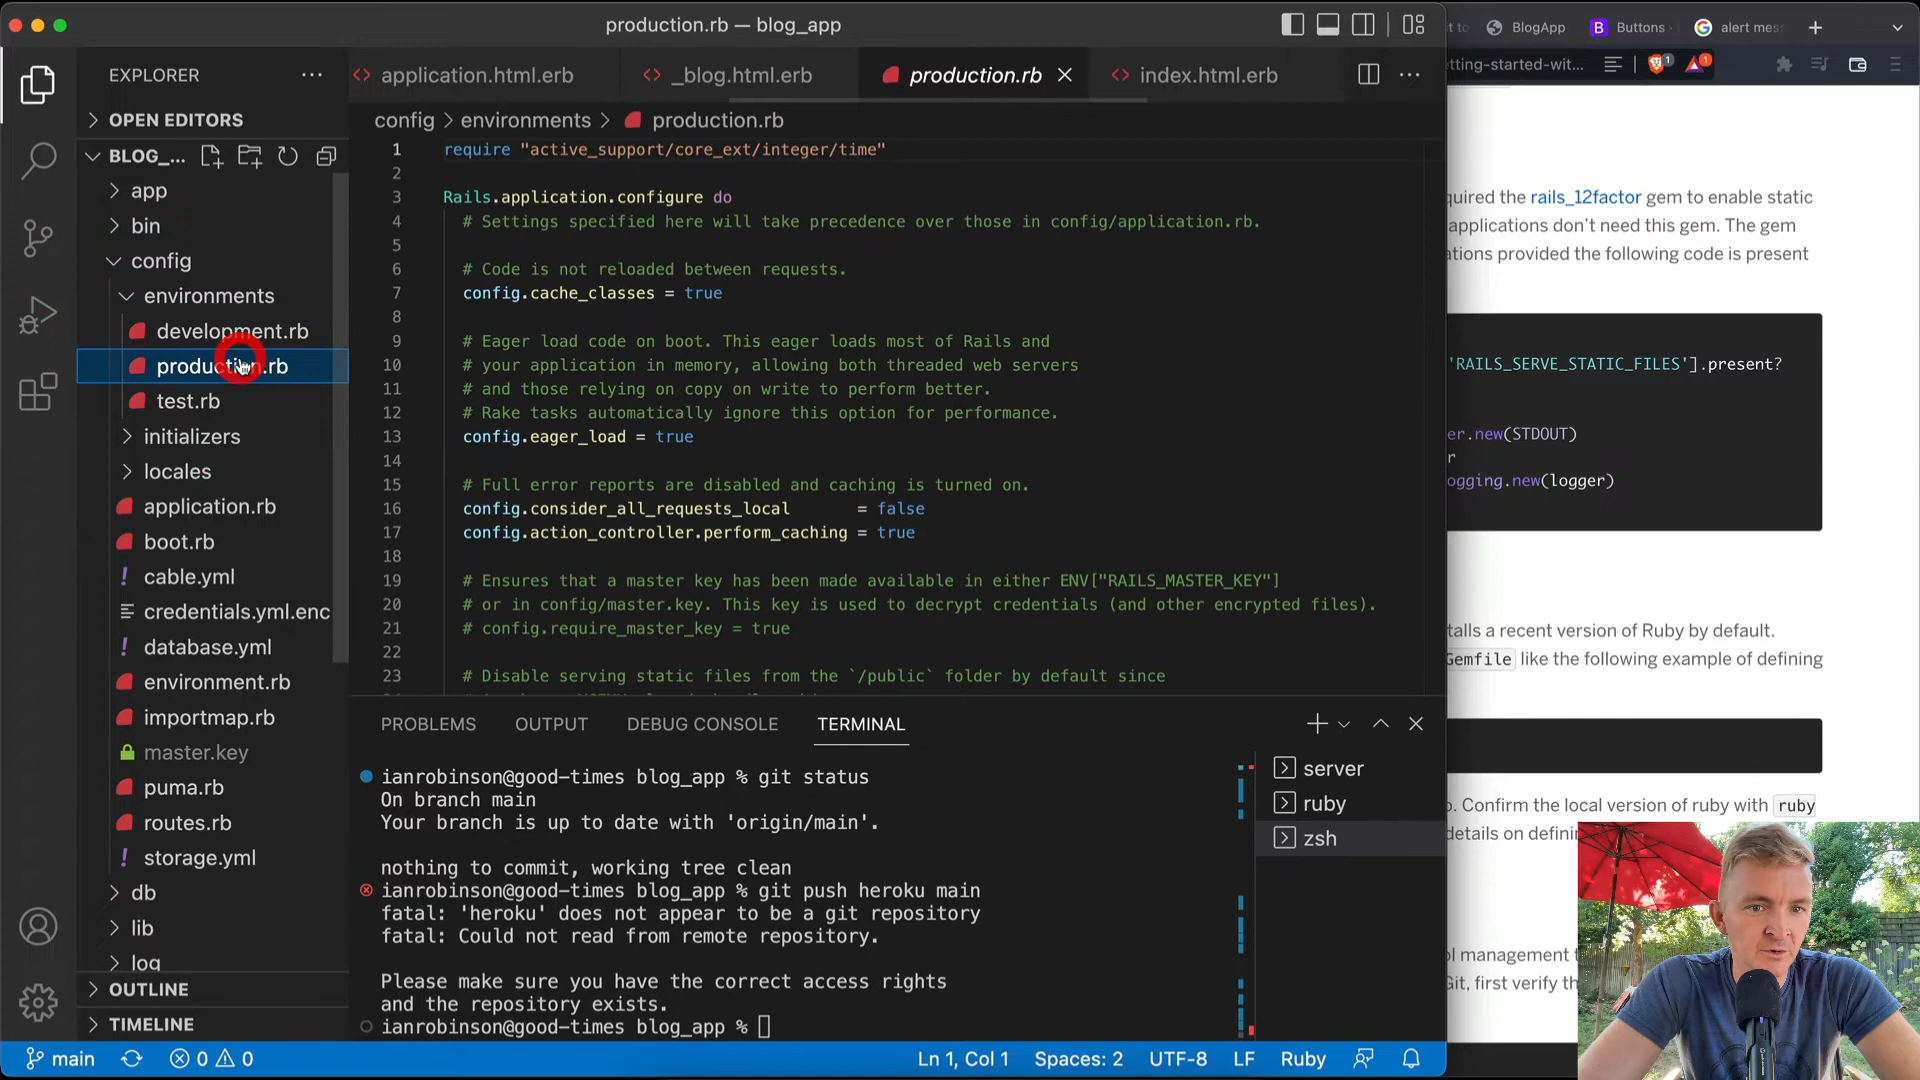 production.rb — blog_app
to
BlogApp
Buttons
alert mes
EXPLORER
application.html.erb
_blog.html.erb
production.rb
index.html.erb
etting-started-wit...
1
1
OPEN EDITORS
config > environments > production.rb
BLOG_...
app
bin
config
environments
development.rb
production.rb
test.rb
initializers
locales
application.rb
boot.rb
cable.yml
credentials.yml.enc
database.yml
environment.rb
importmap.rb
master.key
puma.rb
routes.rb
storage.yml
db
lib
log
OUTLINE
TIMELINE
1 require "active_support/core_ext/integer/time"
2
3 Rails.application.configure do
4 # Settings specified here will take precedence over those in config/application.rb.
5
6 # Code is not reloaded between requests.
7 config.cache_classes = true
8
9 # Eager load code on boot. This eager loads most of Rails and
10 # your application in memory, allowing both threaded web servers
11 # and those relying on copy on write to perform better.
12 # Rake tasks automatically ignore this option for performance.
13 config.eager_load = true
14
15 # Full error reports are disabled and caching is turned on.
16 config.consider_all_requests_local       = false
17 config.action_controller.perform_caching = true
18
19 # Ensures that a master key has been made available in either ENV["RAILS_MASTER_KEY"]
20 # or in config/master.key. This key is used to decrypt credentials (and other encrypted files).
21 # config.require_master_key = true
22
23 # Disable serving static files from the `/public` folder by default since
PROBLEMS OUTPUT DEBUG CONSOLE TERMINAL
ianrobinson@good-times blog_app % git status
On branch main
Your branch is up to date with 'origin/main'.
nothing to commit, working tree clean
ianrobinson@good-times blog_app % git push heroku main
fatal: 'heroku' does not appear to be a git repository
fatal: Could not read from remote repository.
Please make sure you have the correct access rights
and the repository exists.
ianrobinson@good-times blog_app %
server
ruby
zsh
quired the rails_12factor gem to enable static
applications don't need this gem. The gem
tions provided the following code is present
'RAILS_SERVE_STATIC_FILES'].present?
er.new(STDOUT)
r
ogging.new(logger)
talls a recent version of Ruby by default.
Gemfile like the following example of defining
. Confirm the local version of ruby with ruby
details on defini
ol management
Git, first verify th
main 0 0 Ln 1, Col 1 Spaces: 2 UTF-8 LF Ruby